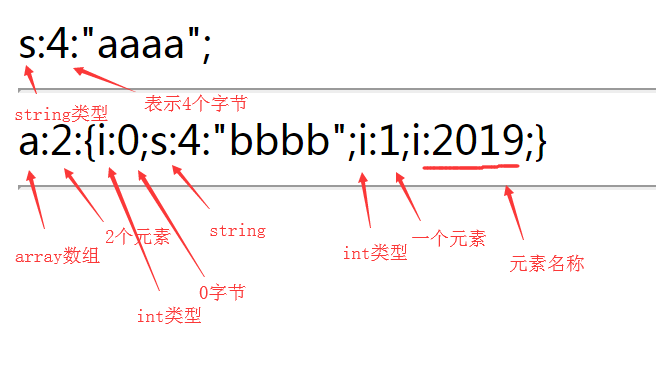 s:4:"aaaa";
string类型
表示4个字节
a:2:{i:0;s:4:"bbbb";i:1;i:2019;}
array数组
2个元素
int类型
0字节
string
int类型
一个元素
元素名称